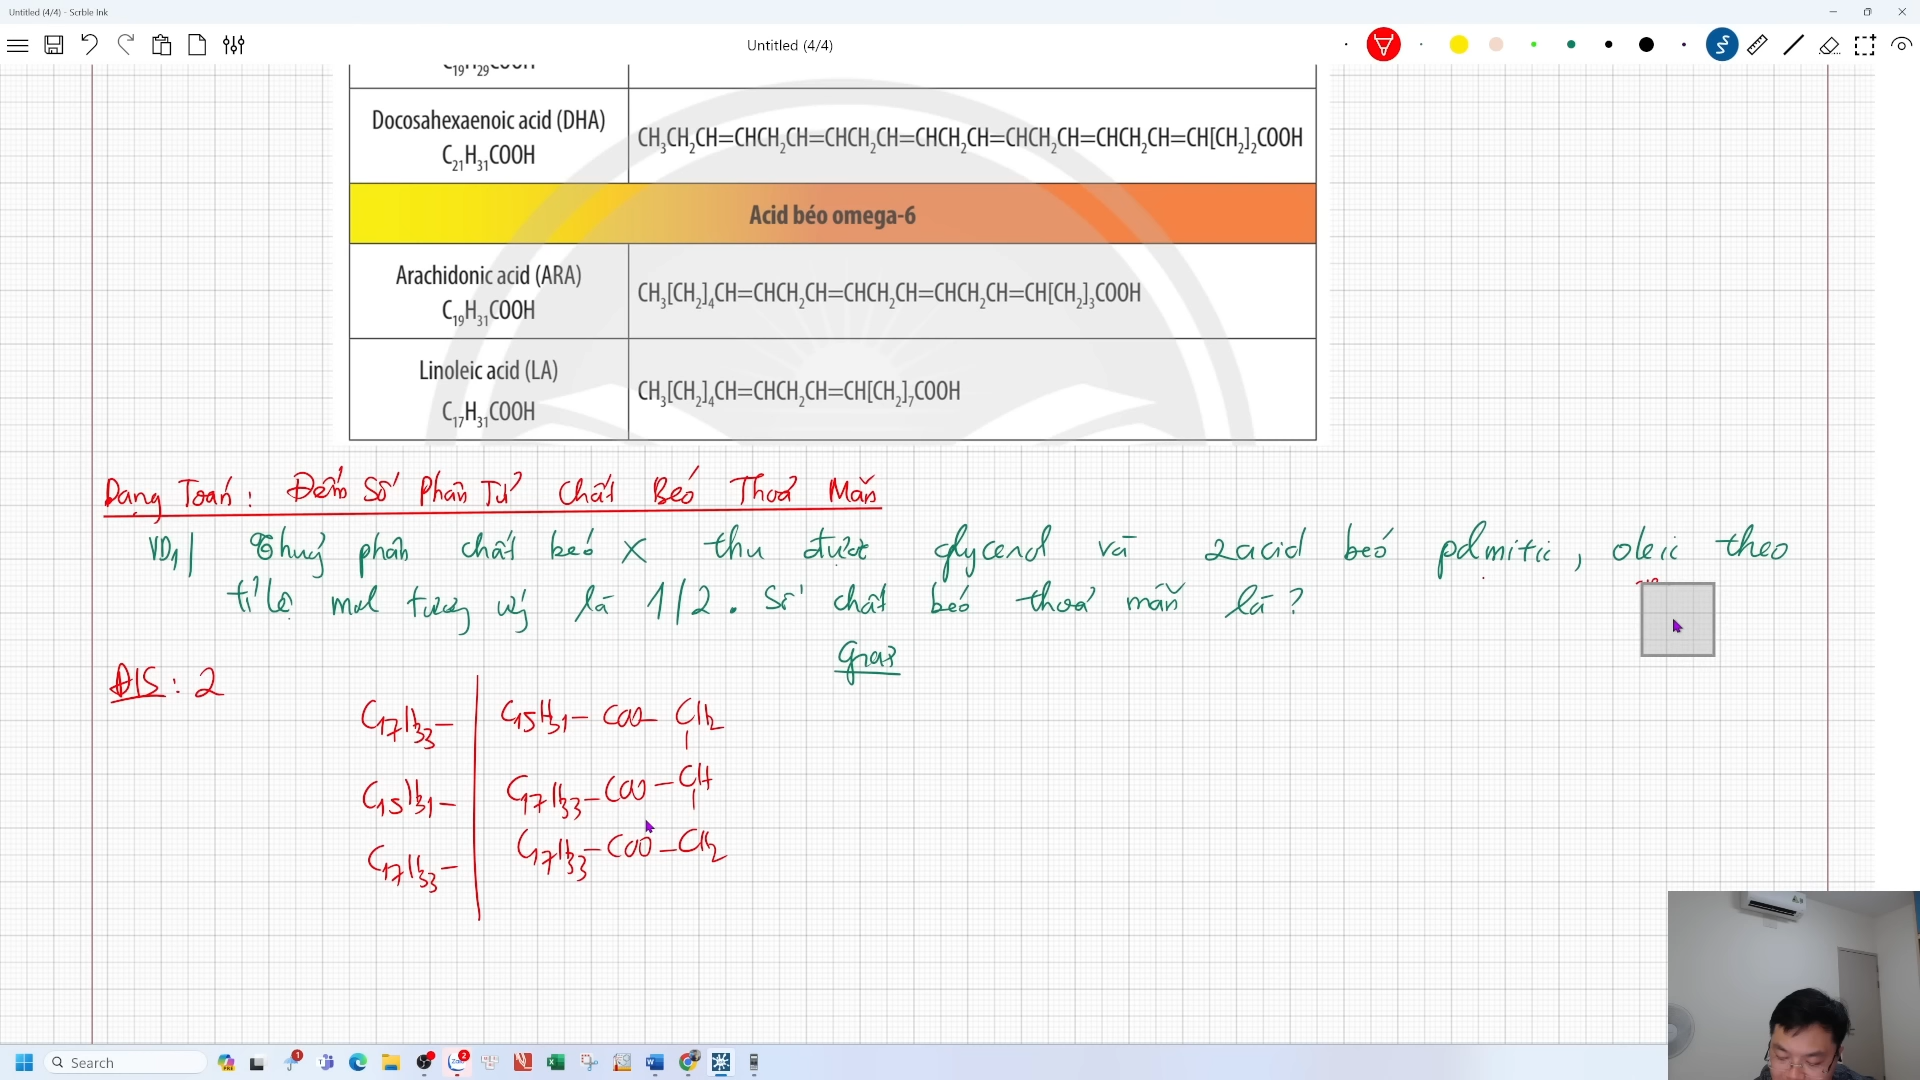 Untitled (4/4) - Scrble Ink
Untitled (4/4)
C19H29COOH
Docosahexaenoic acid (DHA)
C21H31COOH
CH3CH2CH=CHCH2CH=CHCH2CH=CHCH2CH=CHCH2CH=CHCH2CH=CH[CH2]2COOH
Acid béo omega-6
Arachidonic acid (ARA)
C19H31COOH
CH3[CH2]4CH=CHCH2CH=CHCH2CH=CHCH2CH=CH[CH2]3COOH
Linoleic acid (LA)
C17H31COOH
CH3[CH2]4CH=CHCH2CH=CH[CH2]7COOH
Dạng Toán: Đếm Số Phân Tử Chất Béo Thoả Mãn
VD1| Thuỷ phân chất béo X thu được glycerol và 2 acid béo palmitic, oleic theo
tỉ lệ mol tương ứng là 1/2. Số chất béo thoả mãn là?
Giải
ĐS: 2
C17H33- C15H31-COO-CH2
C15H31- C17H33-COO-CH
C17H33- C17H33-COO-CH2
Search